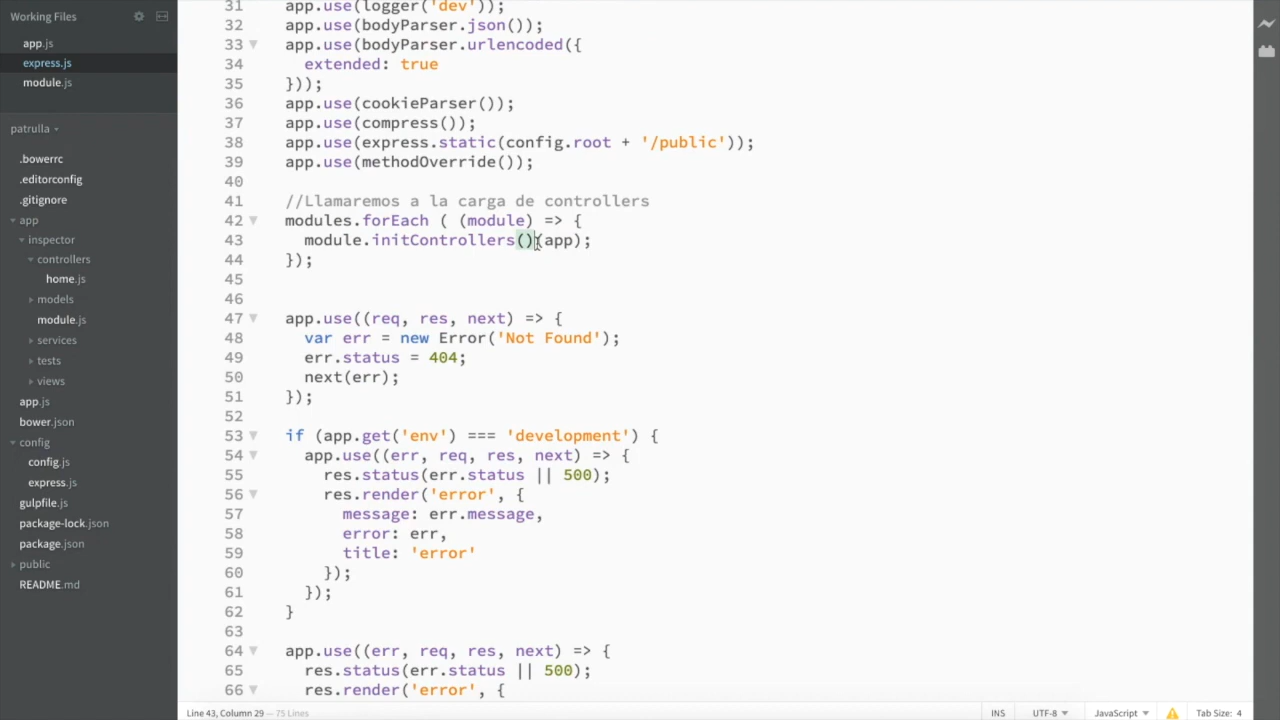 Working Files
app.js
express.js
module.js
patrulla
.bowerrc
.editorconfig
.gitignore
app
inspector
controllers
home.js
models
module.js
services
tests
views
app.js
bower.json
config
config.js
express.js
gulpfile.js
package-lock.json
package.json
public
README.md
31 app.use(logger('dev'));
32 app.use(bodyParser.json());
33 app.use(bodyParser.urlencoded({
34 extended: true
35 }));
36 app.use(cookieParser());
37 app.use(compress());
38 app.use(express.static(config.root + '/public'));
39 app.use(methodOverride());
40
41 //Llamaremos a la carga de controllers
42 modules.forEach ( (module) => {
43 module.initControllers()(app);
44 });
45
46
47 app.use((req, res, next) => {
48 var err = new Error('Not Found');
49 err.status = 404;
50 next(err);
51 });
52
53 if (app.get('env') === 'development') {
54 app.use((err, req, res, next) => {
55 res.status(err.status || 500);
56 res.render('error', {
57 message: err.message,
58 error: err,
59 title: 'error'
60 });
61 });
62 }
63
64 app.use((err, req, res, next) => {
65 res.status(err.status || 500);
66 res.render('error', {
Line 43, Column 29 — 75 Lines
INS UTF-8 JavaScript Tab Size: 4